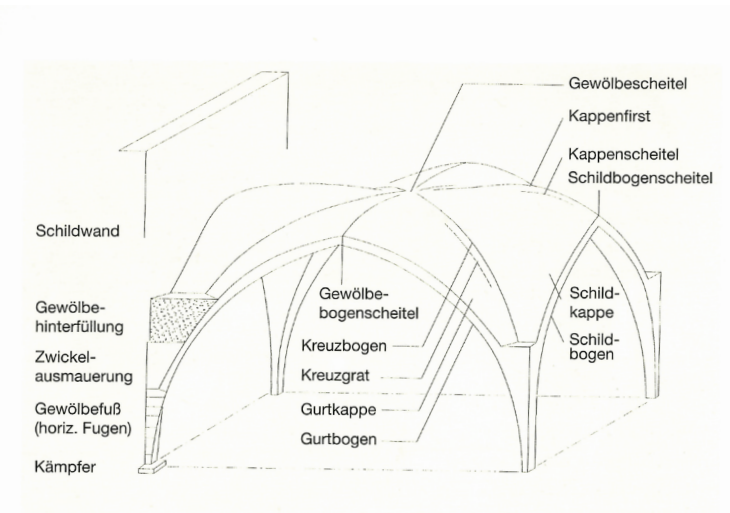 Gewölbescheitel
Kappenfirst
Kappenscheitel
Schildbogenscheitel
Schildwand
Gewölbe-
hinterfüllung
Zwickel-
ausmauerung
Gewölbefuß
(horiz. Fugen)
Kämpfer
Gewölbe-
bogenscheitel
Kreuzbogen
Kreuzgrat
Gurtkappe
Gurtbogen
Schild-
kappe
Schild-
bogen